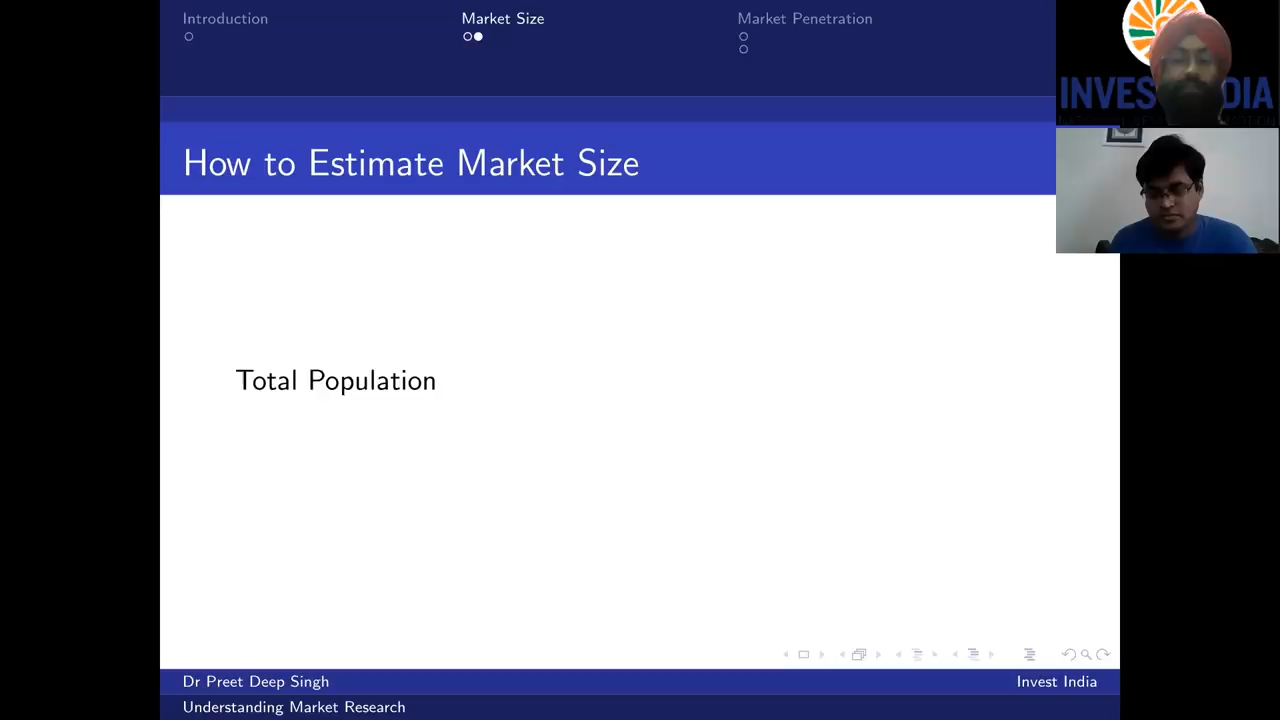 Introduction
Market Size
Market Penetration
How to Estimate Market Size
Total Population
Dr Preet Deep Singh
Invest India
Understanding Market Research